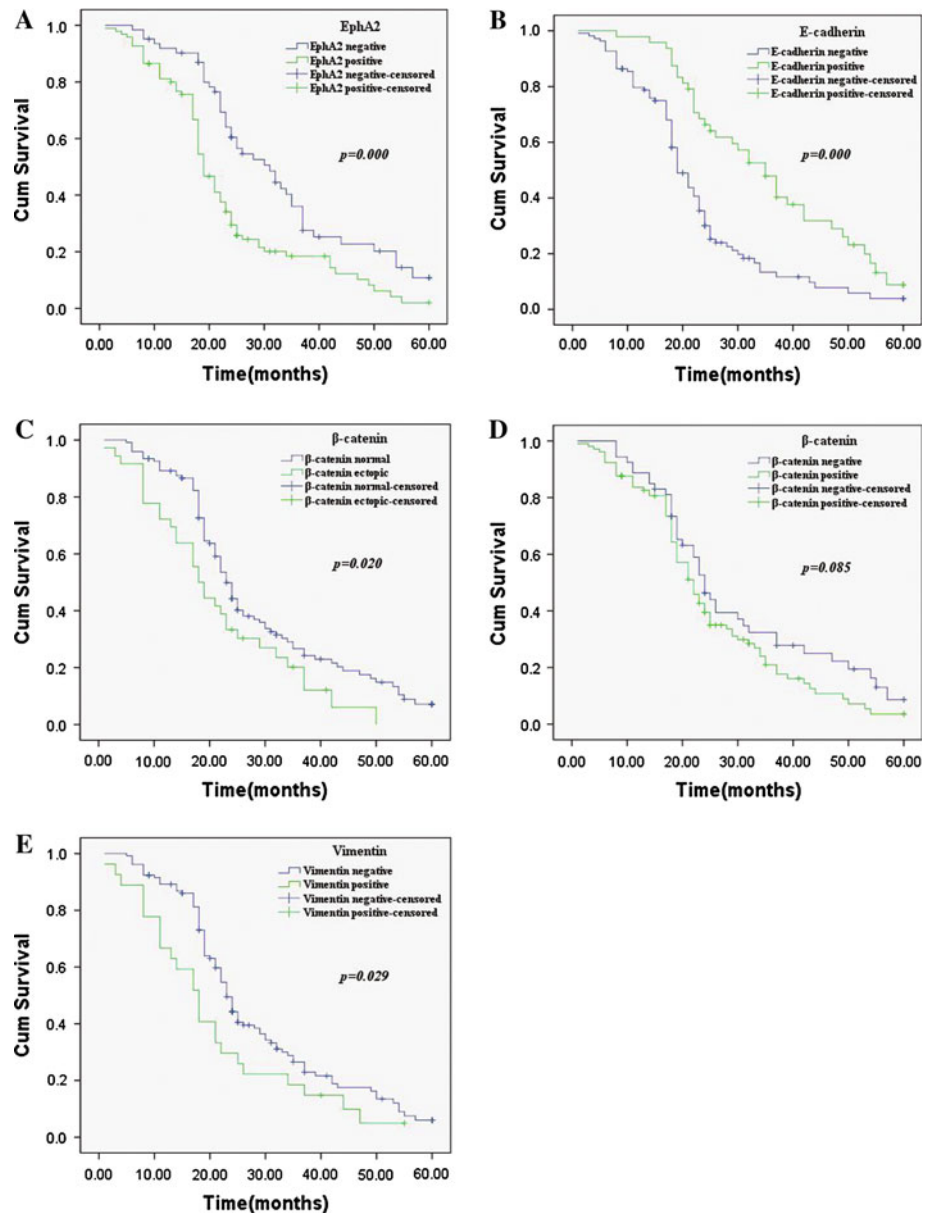 A
EphA2
EphA2 negative
EphA2 positive
EphA2 negative-censored
EphA2 positive-censored
p=0.000
Cum Survival
1.0
0.8
0.6
0.4
0.2
0.0
0.00 10.00 20.00 30.00 40.00 50.00 60.00
Time(months)
B
E-cadherin
E-cadherin negative
E-cadherin positive
E-cadherin negative-censored
E-cadherin positive-censored
p=0.000
Cum Survival
1.0
0.8
0.6
0.4
0.2
0.0
0.00 10.00 20.00 30.00 40.00 50.00 60.00
Time(months)
C
β-catenin
β-catenin normal
β-catenin ectopic
β-catenin normal-censored
β-catenin ectopic-censored
p=0.020
Cum Survival
1.0
0.8
0.6
0.4
0.2
0.0
0.00 10.00 20.00 30.00 40.00 50.00 60.00
Time(months)
D
β-catenin
β-catenin negative
β-catenin positive
β-catenin negative-censored
β-catenin positive-censored
p=0.085
Cum Survival
1.0
0.8
0.6
0.4
0.2
0.0
0.00 10.00 20.00 30.00 40.00 50.00 60.00
Time(months)
E
Vimentin
Vimentin negative
Vimentin positive
Vimentin negative-censored
Vimentin positive-censored
p=0.029
Cum Survival
1.0
0.8
0.6
0.4
0.2
0.0
0.00 10.00 20.00 30.00 40.00 50.00 60.00
Time(months)